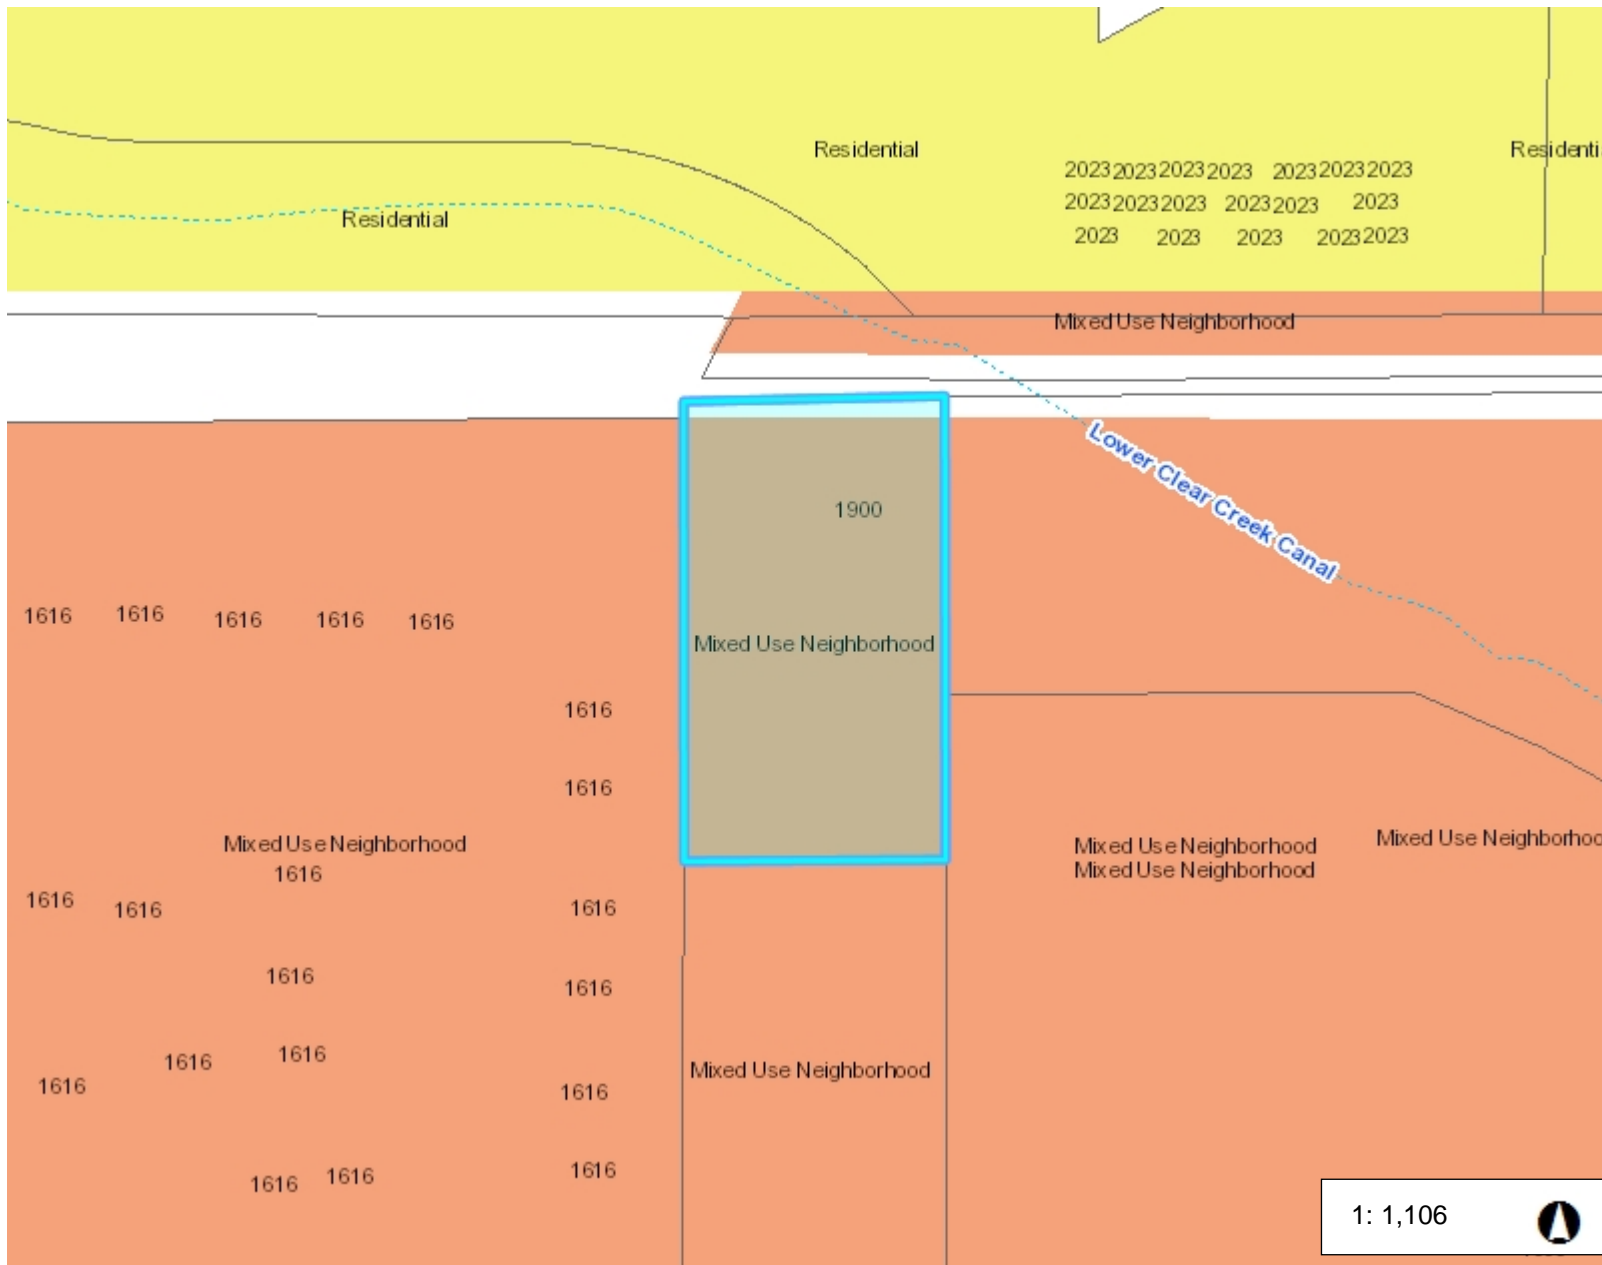 Residential
Residenti
2023 2023 2023 2023 2023 2023 2023
2023 2023 2023 2023 2023 2023
2023 2023 2023 2023 2023
Residential
Mixed Use Neighborhood
Lower Clear Creek Canal
1900
1616 1616 1616 1616 1616
Mixed Use Neighborhood
1616
1616
Mixed Use Neighborhood
1616
Mixed Use Neighborhood
Mixed Use Neighborhood
Mixed Use Neighborhoo
1616 1616 1616
1616 1616
Mixed Use Neighborhood
1616 1616 1616 1616
1616 1616 1616
1: 1,106